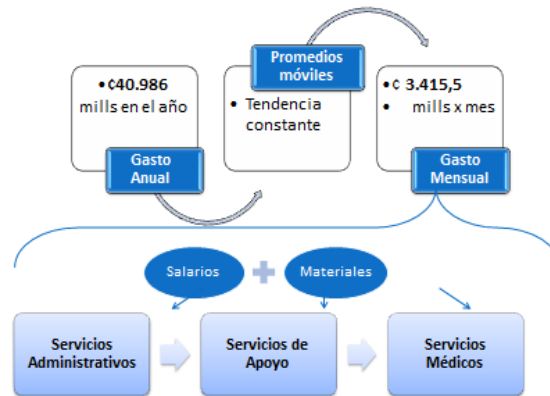 •¢40.986
mills en el año
Gasto
Anual
Promedios
móviles
• Tendencia
constante
•¢ 3.415,5
• mills x mes
Gasto
Mensual
Salarios
Materiales
Servicios
Administrativos
Servicios de
Apoyo
Servicios
Médicos